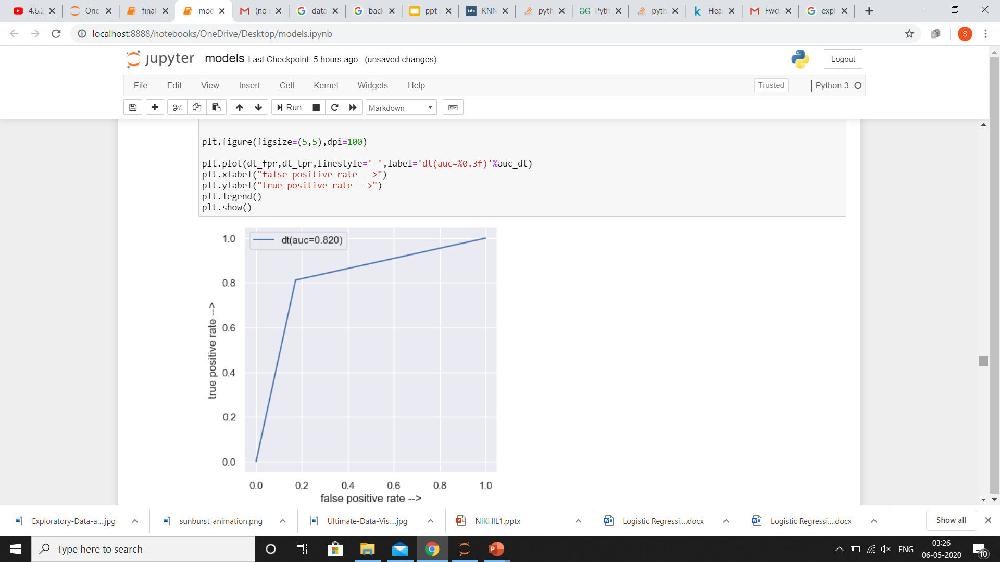 4.6.2
One
final
mod
(no s
data
back
ppt
tds KNN
pyth
Pyth
pyth
k Hear
Fwd
expl
localhost:8888/notebooks/OneDrive/Desktop/models.ipynb
S
jupyter models Last Checkpoint: 5 hours ago (unsaved changes)
Logout
File Edit View Insert Cell Kernel Widgets Help
Trusted
Python 3
Run
Markdown
plt.figure(figsize=(5,5),dpi=100)
plt.plot(dt_fpr,dt_tpr,linestyle='-',label='dt(auc=%0.3f)'%auc_dt)
plt.xlabel("false positive rate -->")
plt.ylabel("true positive rate -->")
plt.legend()
plt.show()
dt(auc=0.820)
1.0
0.8
0.6
0.4
0.2
0.0
true positive rate -->
0.0 0.2 0.4 0.6 0.8 1.0
false positive rate -->
Exploratory-Data-a....jpg
sunburst_animation.png
Ultimate-Data-Vis....jpg
NIKHIL1.pptx
Logistic Regressi....docx
Logistic Regressi....docx
Show all
Type here to search
ENG
03:26
06-05-2020
10